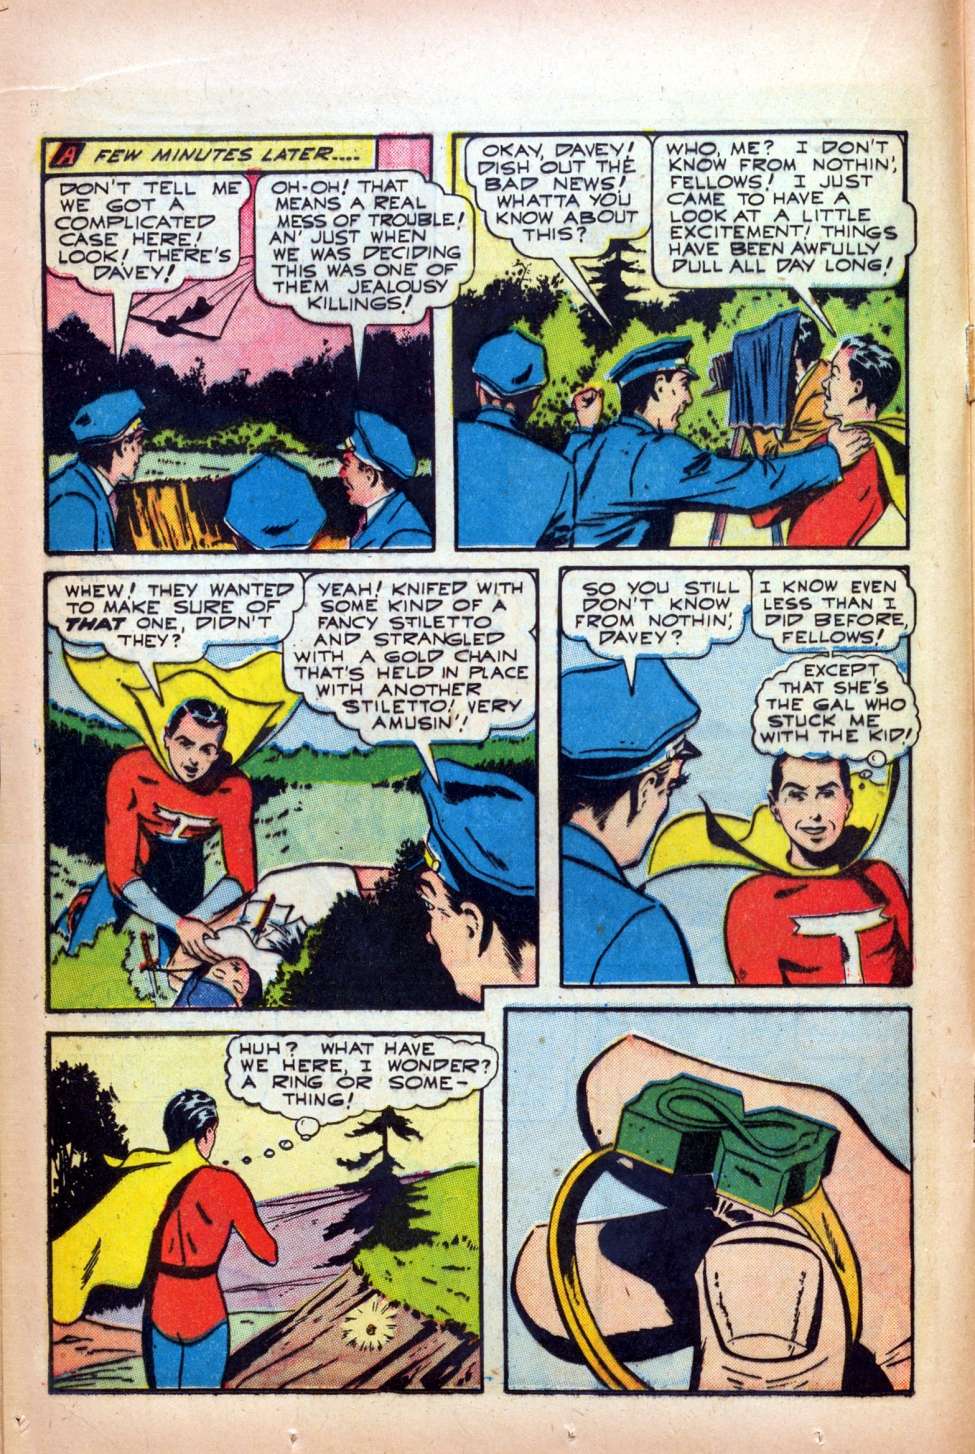 A FEW MINUTES LATER....
DON'T TELL ME
WE GOT A
COMPLICATED
CASE HERE!
LOOK! THERE'S
DAVEY!
OH-OH! THAT
MEANS A REAL
MESS OF TROUBLE!
AN' JUST WHEN
WE WAS DECIDING
THIS WAS ONE OF
THEM JEALOUSY
KILLINGS!
OKAY, DAVEY!
DISH OUT THE
BAD NEWS!
WHATTA YOU
KNOW ABOUT
THIS?
WHO, ME? I DON'T
KNOW FROM NOTHIN',
FELLOWS! I JUST
CAME TO HAVE A
LOOK AT A LITTLE
EXCITEMENT! THINGS
HAVE BEEN AWFULLY
DULL ALL DAY LONG!
WHEW! THEY WANTED
TO MAKE SURE OF
THAT ONE, DIDN'T
THEY?
YEAH! KNIFED WITH
SOME KIND OF A
FANCY STILETTO
AND STRANGLED
WITH A GOLD CHAIN
THAT'S HELD IN PLACE
WITH ANOTHER
STILETTO! VERY
AMUSIN'!
SO YOU STILL
DON'T KNOW
FROM NOTHIN',
DAVEY?
I KNOW EVEN
LESS THAN I
DID BEFORE,
FELLOWS!
EXCEPT
THAT SHE'S
THE GAL WHO
STUCK ME
WITH THE KID!
T
HUH? WHAT HAVE
WE HERE, I WONDER?
A RING OR SOME-
THING!